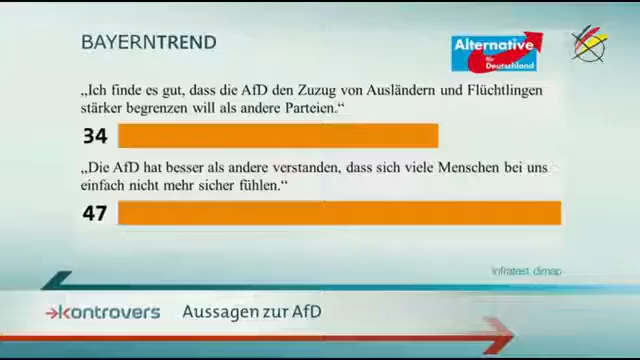 BAYERNTREND
Alternative
für
Deutschland
„Ich finde es gut, dass die AfD den Zuzug von Ausländern und Flüchtlingen
stärker begrenzen will als andere Parteien.“
34
„Die AfD hat besser als andere verstanden, dass sich viele Menschen bei uns
einfach nicht mehr sicher fühlen.“
47
infratest dimap
kontrovers
Aussagen zur AfD